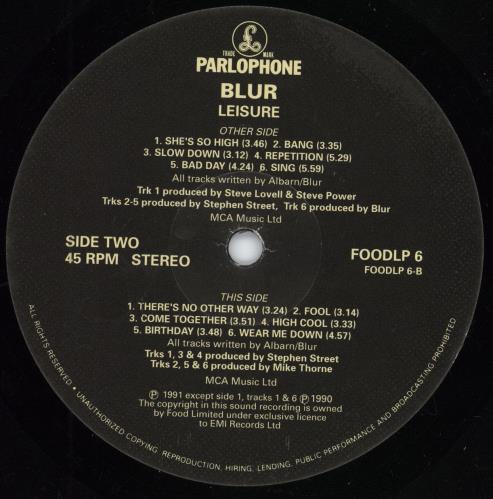 £
TRADE MARK
PARLOPHONE
BLUR
LEISURE
OTHER SIDE
1. SHE'S SO HIGH (3.46) 2. BANG (3.35)
3. SLOW DOWN (3.12) 4. REPETITION (5.29)
5. BAD DAY (4.24) 6. SING (5.59)
All tracks written by Albarn/Blur
Trk 1 produced by Steve Lovell & Steve Power
Trks 2-5 produced by Stephen Street, Trk 6 produced by Blur
MCA Music Ltd
SIDE TWO
45 RPM STEREO
FOODLP 6
FOODLP 6-B
THIS SIDE
1. THERE'S NO OTHER WAY (3.24) 2. FOOL (3.14)
3. COME TOGETHER (3.51) 4. HIGH COOL (3.33)
5. BIRTHDAY (3.48) 6. WEAR ME DOWN (4.57)
All tracks written by Albarn/Blur
Trks 1, 3 & 4 produced by Stephen Street
Trks 2, 5 & 6 produced by Mike Thorne
MCA Music Ltd
℗ 1991 except side 1, tracks 1 & 6 ℗ 1990
The copyright in this sound recording is owned
by Food Limited under exclusive licence
to EMI Records Ltd
ALL RIGHTS RESERVED • UNAUTHORIZED COPYING, REPRODUCTION, HIRING, LENDING, PUBLIC PERFORMANCE AND BROADCASTING PROHIBITED